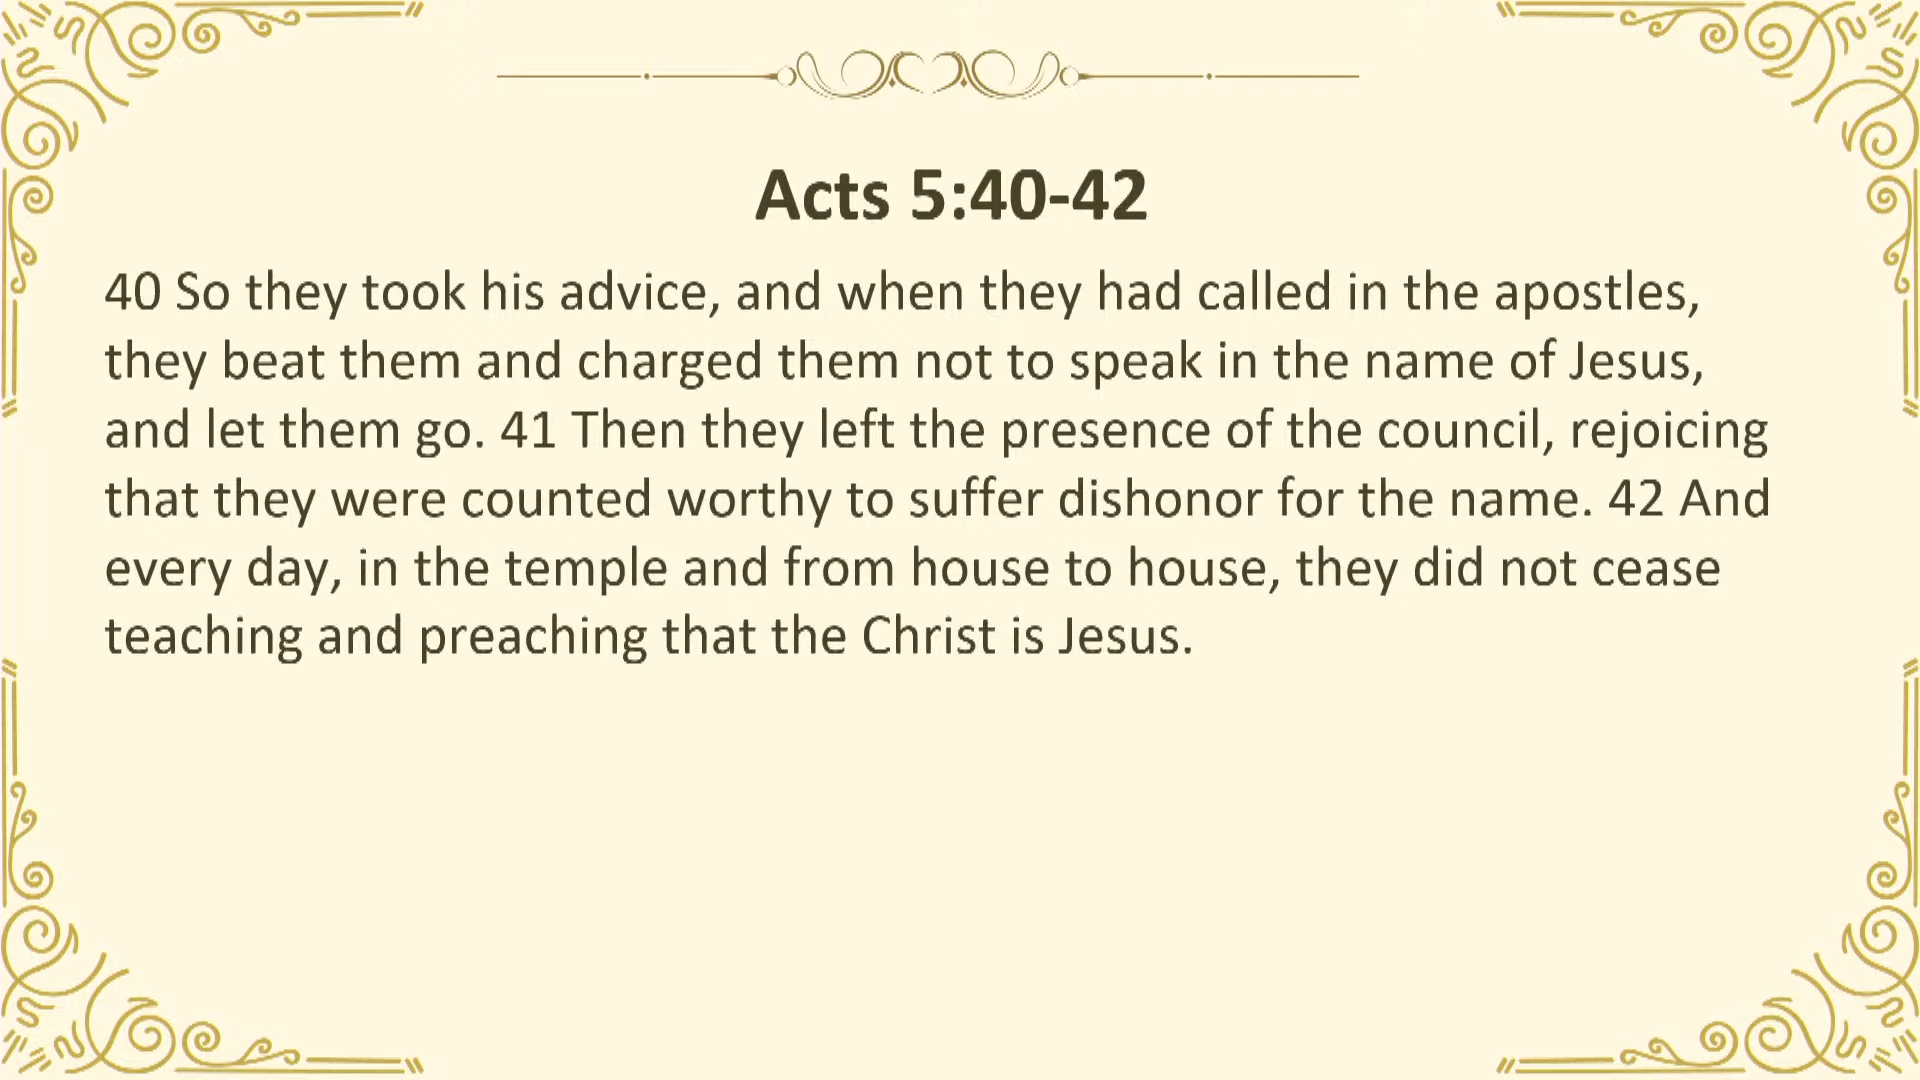 Acts 5:40-42
40 So they took his advice, and when they had called in the apostles,
they beat them and charged them not to speak in the name of Jesus,
and let them go. 41 Then they left the presence of the council, rejoicing
that they were counted worthy to suffer dishonor for the name. 42 And
every day, in the temple and from house to house, they did not cease
teaching and preaching that the Christ is Jesus.